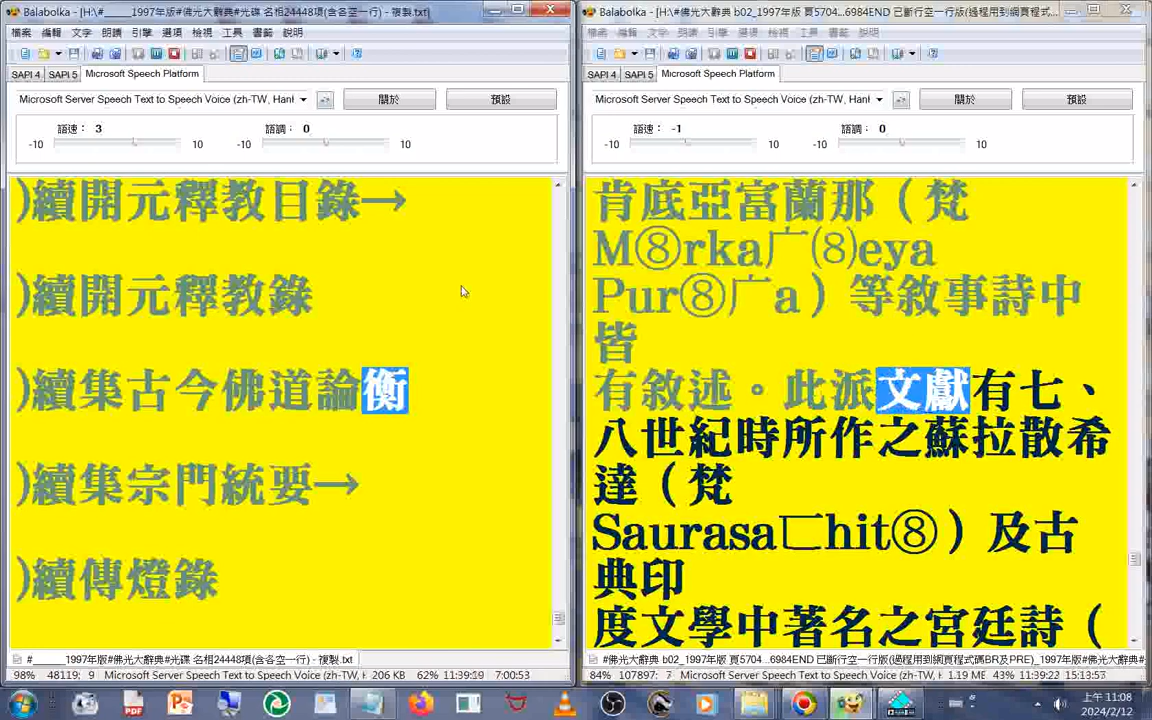 Balabolka - [H:\#_____1997年版#佛光大辭典#光碟 名相24448項(含各空一行) - 複製.txt]
檔案 編輯 文字 朗讀 引擎 選項 檢視 工具 書籤 說明
SAPI 4 SAPI 5 Microsoft Speech Platform
Microsoft Server Speech Text to Speech Voice (zh-TW, Hanl
關於 預設
語速： 3 語調： 0
-10 10 -10 10
)續開元釋教目錄→
)續開元釋教錄
)續集古今佛道論衡
)續集宗門統要→
)續傳燈錄
#_____1997年版#佛光大辭典#光碟 名相24448項(含各空一行) - 複製.txt
98% 48119; 9 Microsoft Server Speech Text to Speech Voice (zh-TW, H 206 KB 62% 11:39:19 7:00:53
Balabolka - [H:\#佛光大辭典 b02_1997年版 頁5704...6984END 已斷行空一行版(過程用到網頁程式...
檔案 編輯 文字 朗讀 引擎 選項 檢視 工具 書籤 說明
SAPI 4 SAPI 5 Microsoft Speech Platform
Microsoft Server Speech Text to Speech Voice (zh-TW, Hanl
關於 預設
語速： -1 語調： 0
-10 10 -10 10
肯底亞富蘭那（梵
M⑧rka广⑻eya
Pur⑧广a）等敘事詩中
皆
有敘述。此派文獻有七、
八世紀時所作之蘇拉散希
達（梵
Saurasa匚hit⑧）及古
典印
度文學中著名之宮廷詩（
#佛光大辭典 b02_1997年版 頁5704...6984END 已斷行空一行版(過程用到網頁程式碼BR及PRE)_1997年版#
84% 107897; 7 Microsoft Server Speech Text to Speech Voice (zh-TW, H 1.19 MB 43% 11:39:22 15:13:57
上午 11:08
2024/2/12